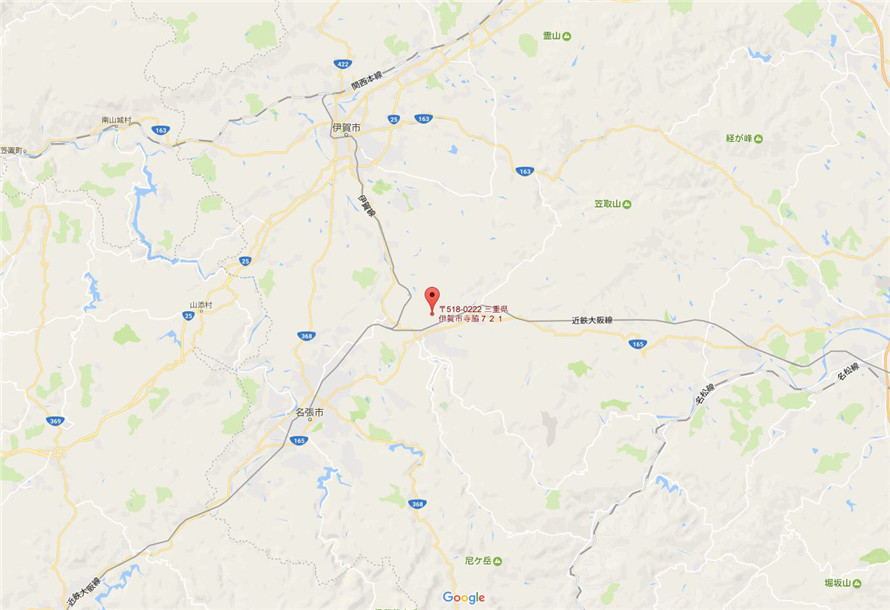 霊山
422
関西本線
南山城村
163
伊賀市
25
163
笠置町
経が峰
163
笠取山
伊賀線
25
山添村
25
〒518-0222 三重県
伊賀市寺脇７２１
近鉄大阪線
368
165
名松線
名松線
369
名張市
165
368
尼ケ岳
堀坂山
近鉄大阪線
Google